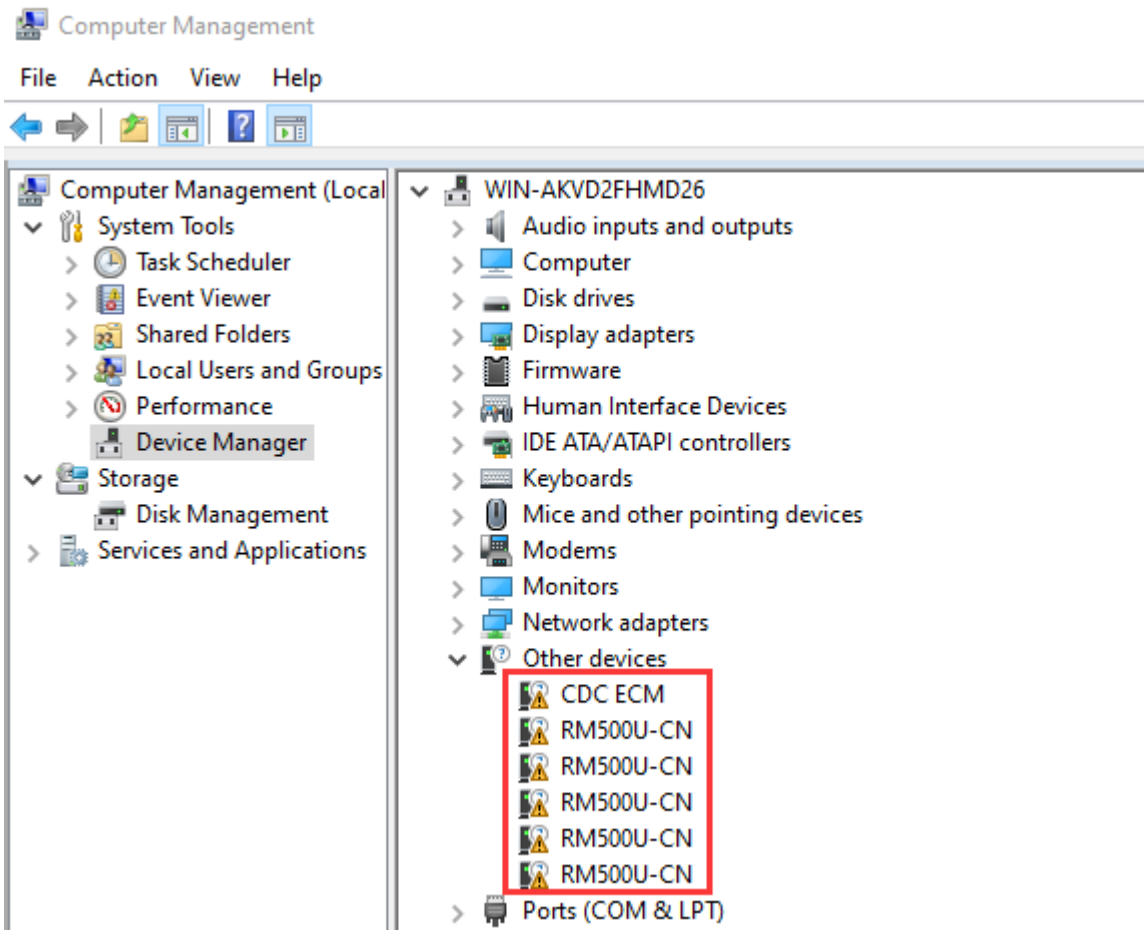 Computer Management
File Action View Help
Computer Management (Local
System Tools
Task Scheduler
Event Viewer
Shared Folders
Local Users and Groups
Performance
Device Manager
Storage
Disk Management
Services and Applications
WIN-AKVD2FHMD26
Audio inputs and outputs
Computer
Disk drives
Display adapters
Firmware
Human Interface Devices
IDE ATA/ATAPI controllers
Keyboards
Mice and other pointing devices
Modems
Monitors
Network adapters
Other devices
CDC ECM
RM500U-CN
RM500U-CN
RM500U-CN
RM500U-CN
RM500U-CN
Ports (COM & LPT)